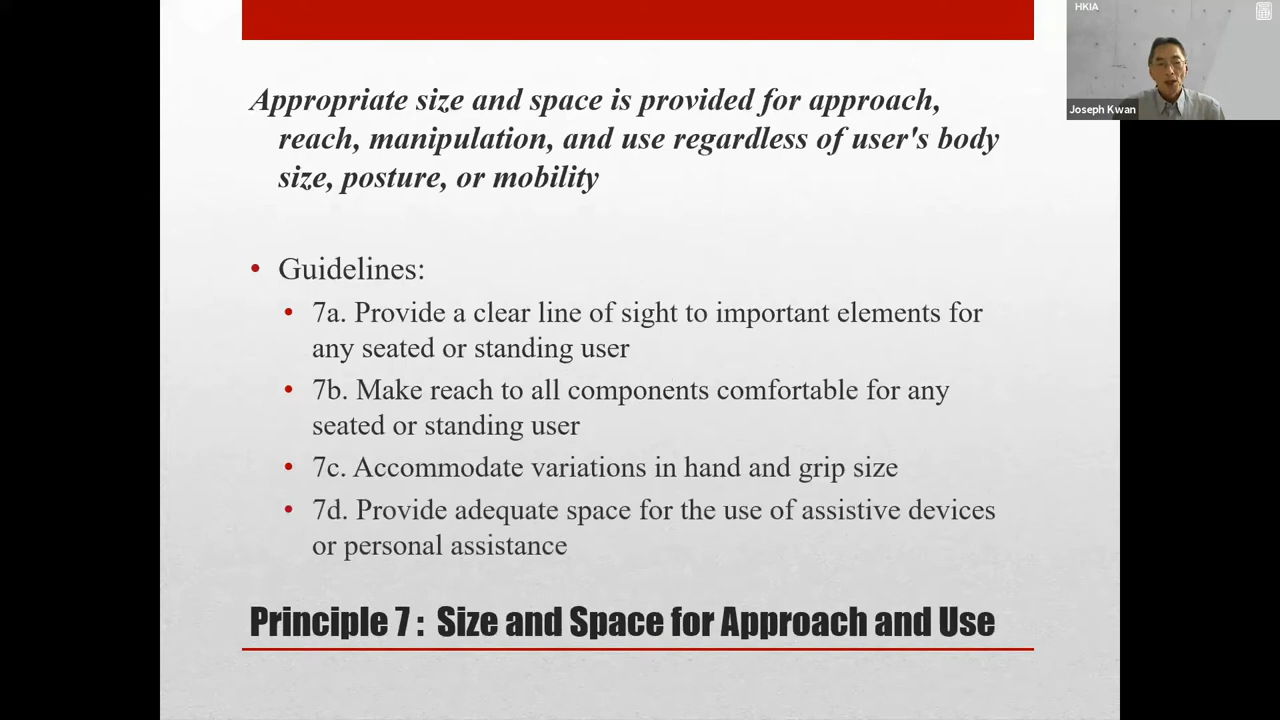 HKIA
Joseph Kwan
Appropriate size and space is provided for approach,
reach, manipulation, and use regardless of user's body
size, posture, or mobility
• Guidelines:
• 7a. Provide a clear line of sight to important elements for
any seated or standing user
• 7b. Make reach to all components comfortable for any
seated or standing user
• 7c. Accommodate variations in hand and grip size
• 7d. Provide adequate space for the use of assistive devices
or personal assistance
Principle 7 : Size and Space for Approach and Use